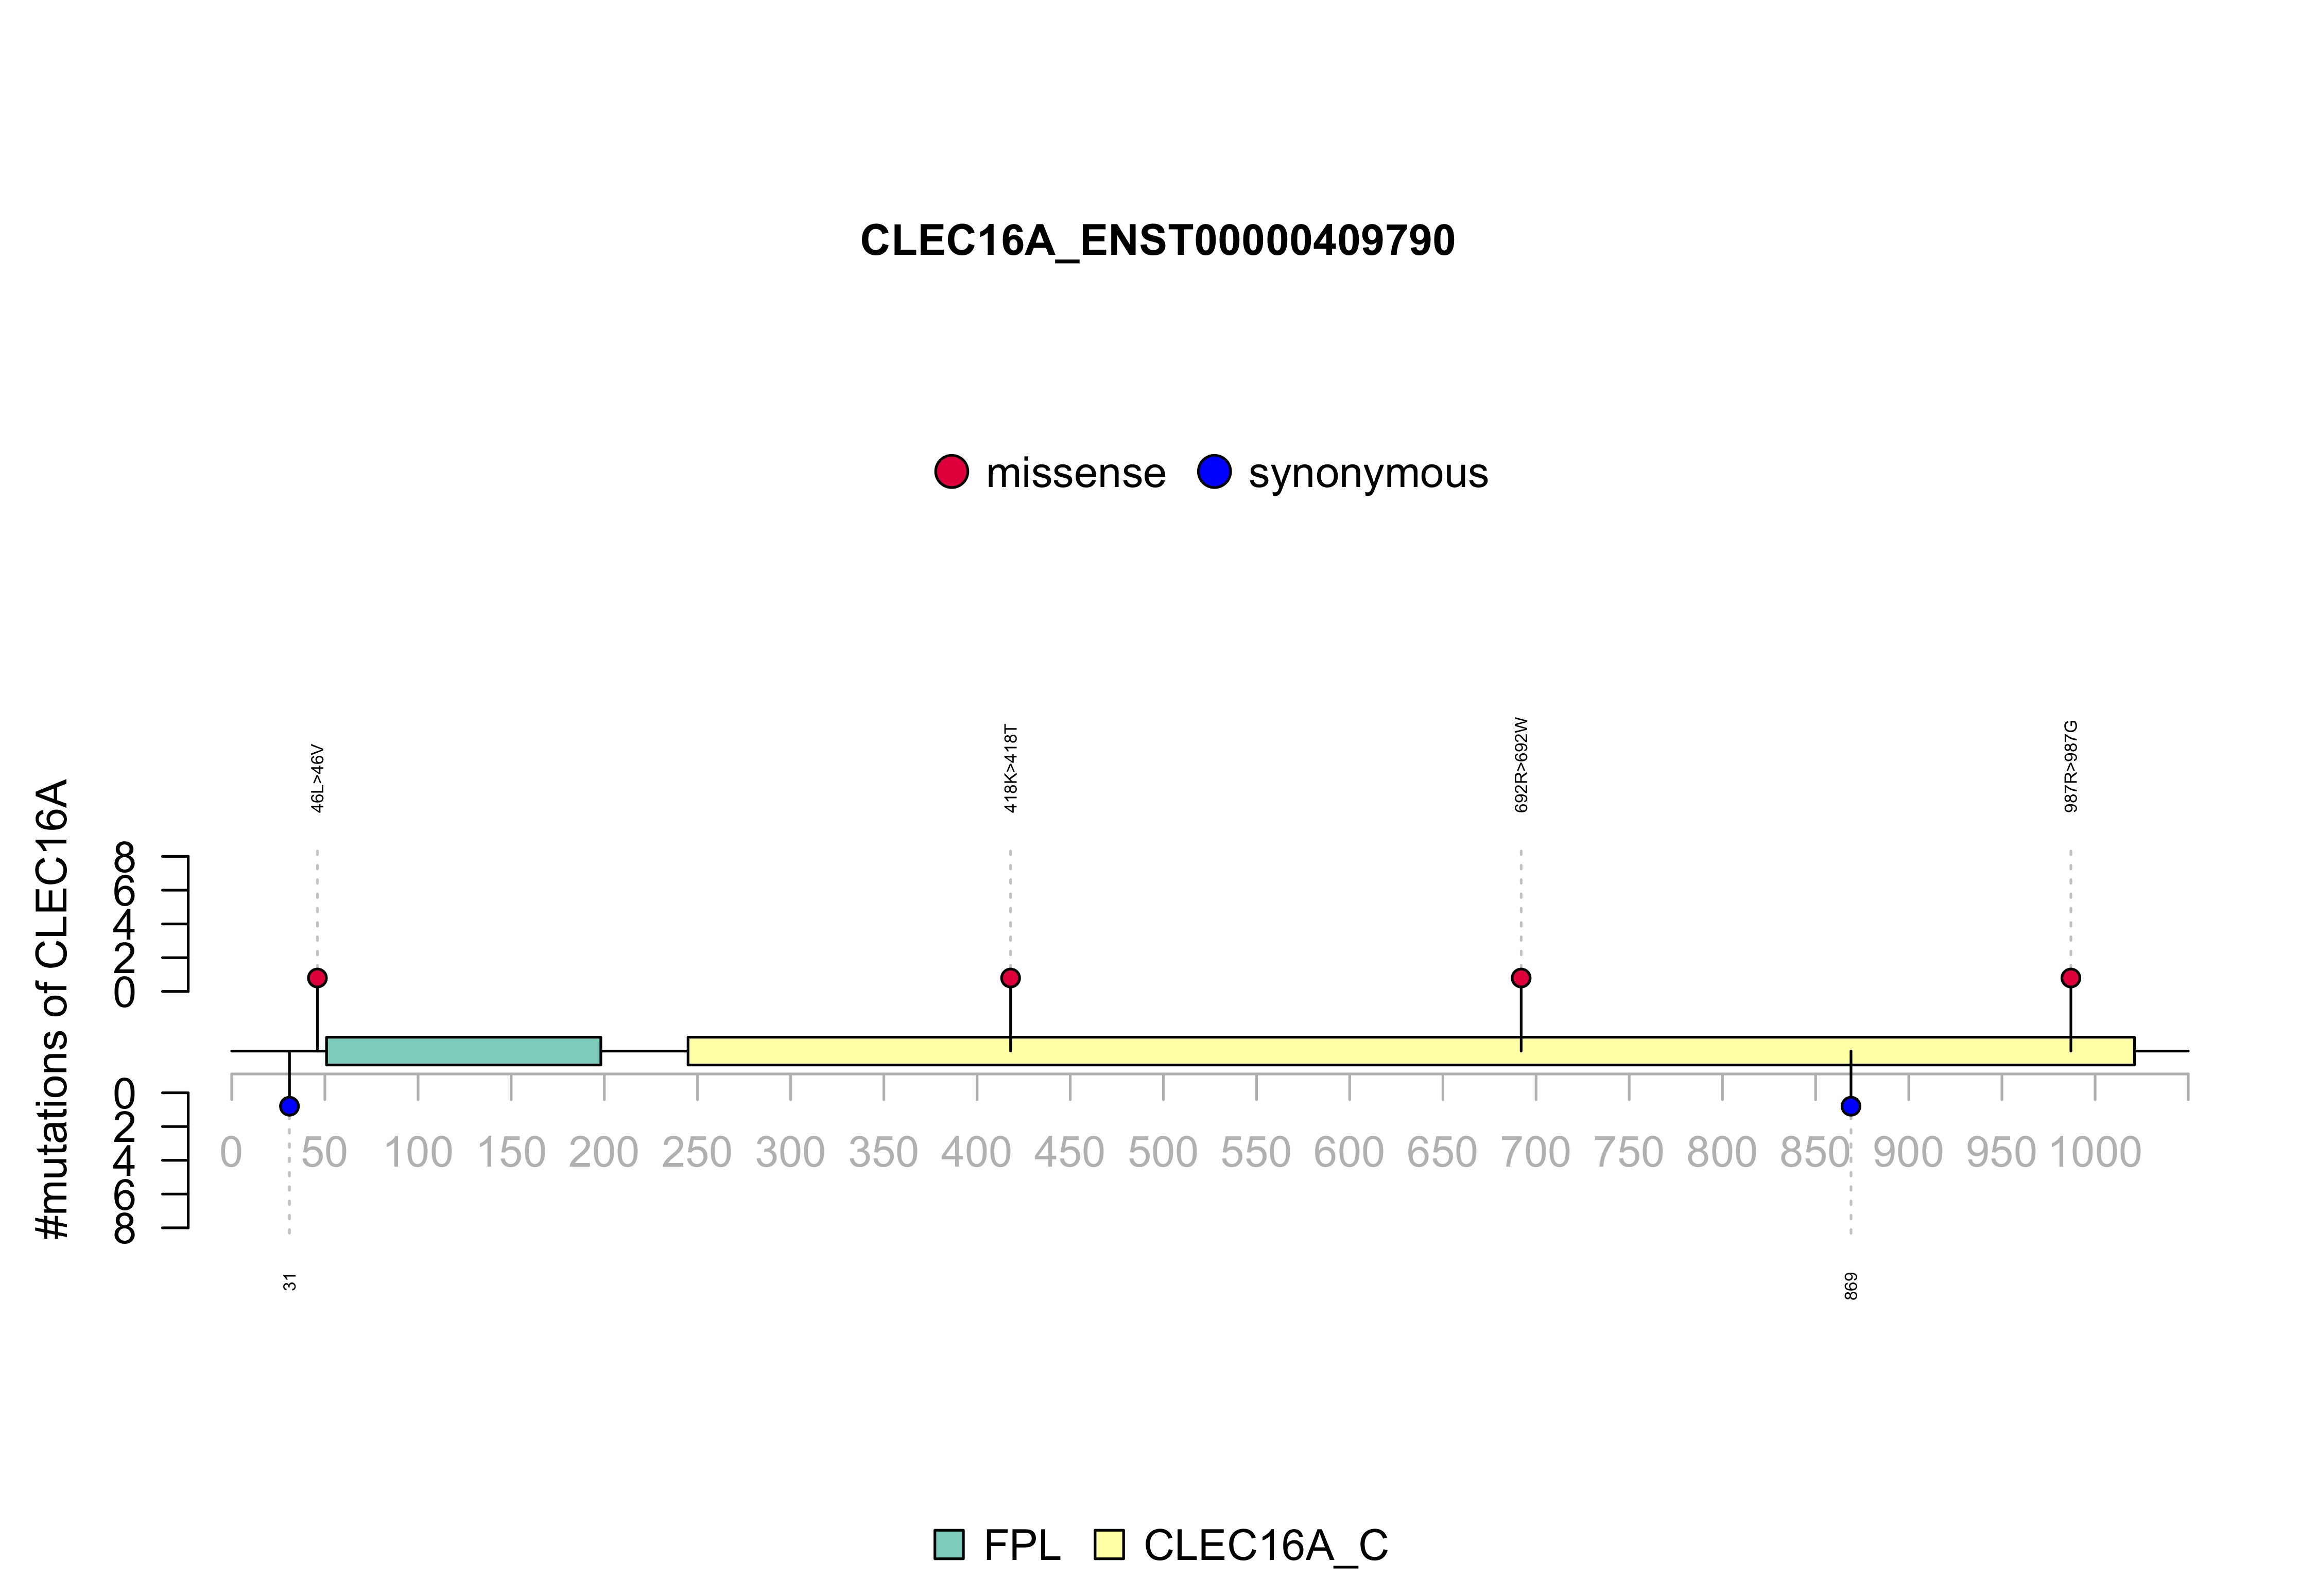 CLEC16A_ENST00000409790
missense synonymous
46L>46V 418K>418T 692R>692W 987R>987G
#mutations of CLEC16A
8
6
4
2
0
0
2
4
6
8
0 50 100 150 200 250 300 350 400 450 500 550 600 650 700 750 800 850 900 950 1000
31 869
FPL CLEC16A_C